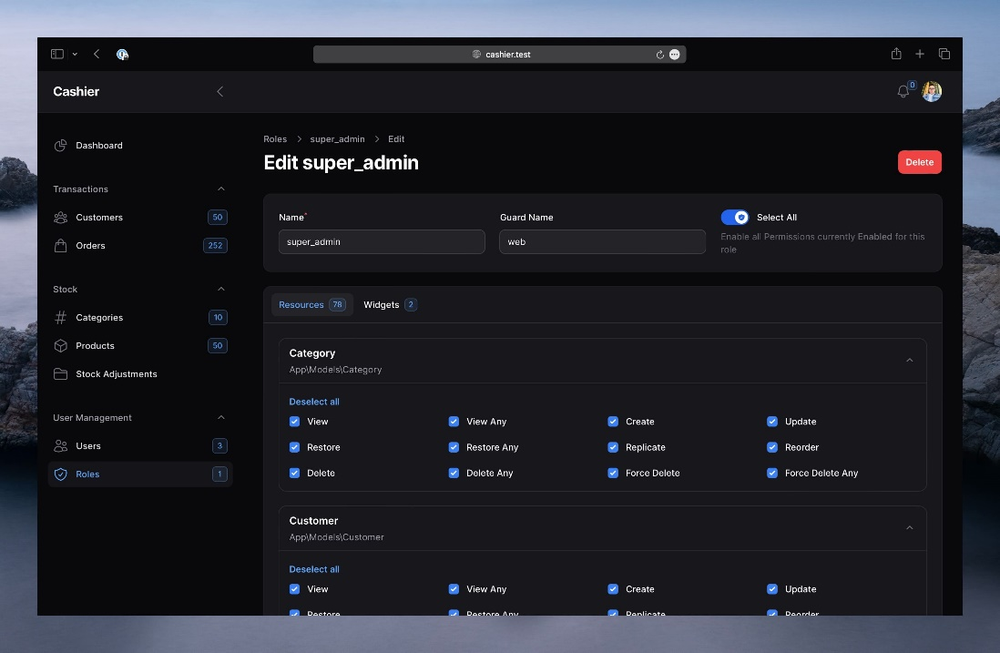 cashier.test
Cashier
0
Dashboard
Transactions
Customers 50
Orders 252
Stock
Categories 10
Products 50
Stock Adjustments
User Management
Users 3
Roles 1
Roles > super_admin > Edit
Edit super_admin
Delete
Name*
super_admin
Guard Name
web
Select All
Enable all Permissions currently Enabled for this
role
Resources 78 Widgets 2
Category
App\Models\Category
Deselect all
View View Any Create Update
Restore Restore Any Replicate Reorder
Delete Delete Any Force Delete Force Delete Any
Customer
App\Models\Customer
Deselect all
View View Any Create Update
Restore Restore Any Replicate Reorder